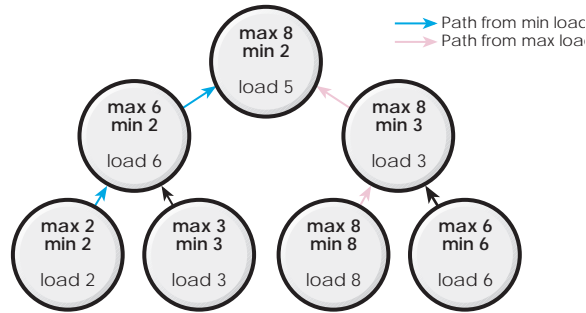 Path from min load
Path from max load
max 8
min 2
load 5
max 6
min 2
load 6
max 8
min 3
load 3
max 2
min 2
load 2
max 3
min 3
load 3
max 8
min 8
load 8
max 6
min 6
load 6